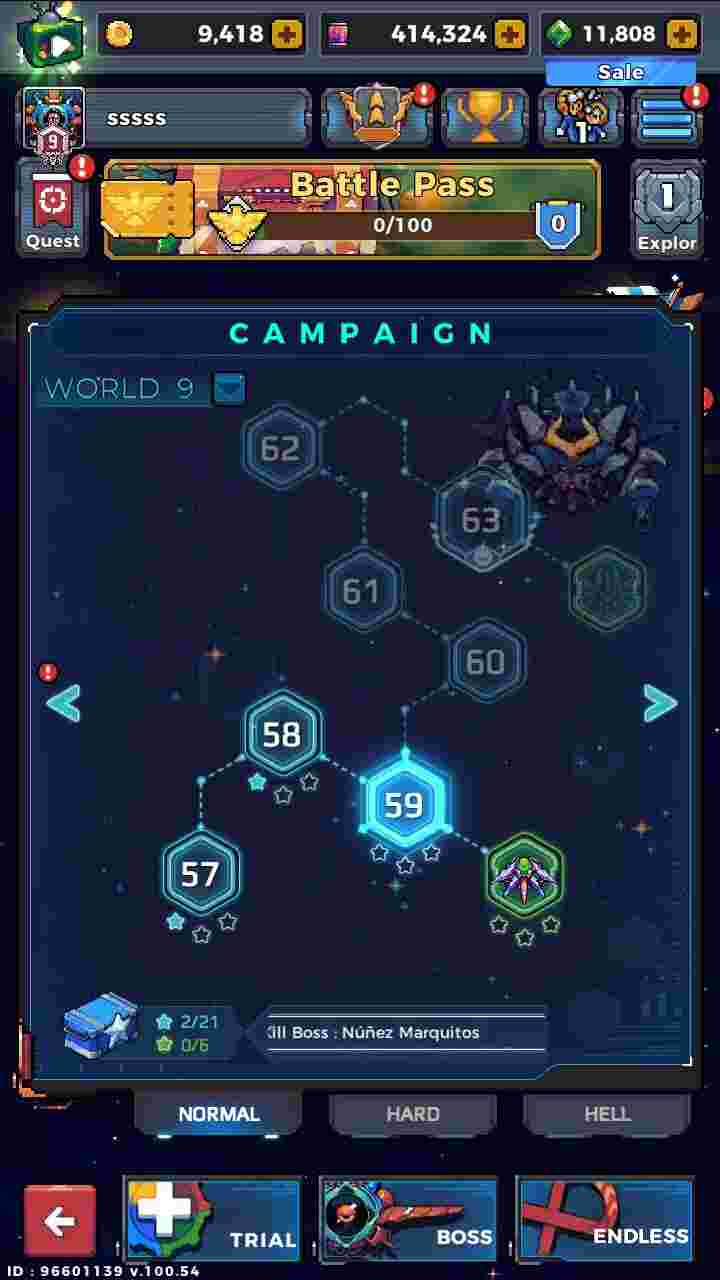 9,418
414,324
11,808
Sale
9
sssss
1
Quest
Battle Pass
0/100
0
1
Explor
CAMPAIGN
WORLD 9
62
63
61
60
58
59
57
2/21
0/6
Kill Boss : Núñez Marquitos
NORMAL
HARD
HELL
TRIAL
BOSS
ENDLESS
ID : 96601139 v.100.54